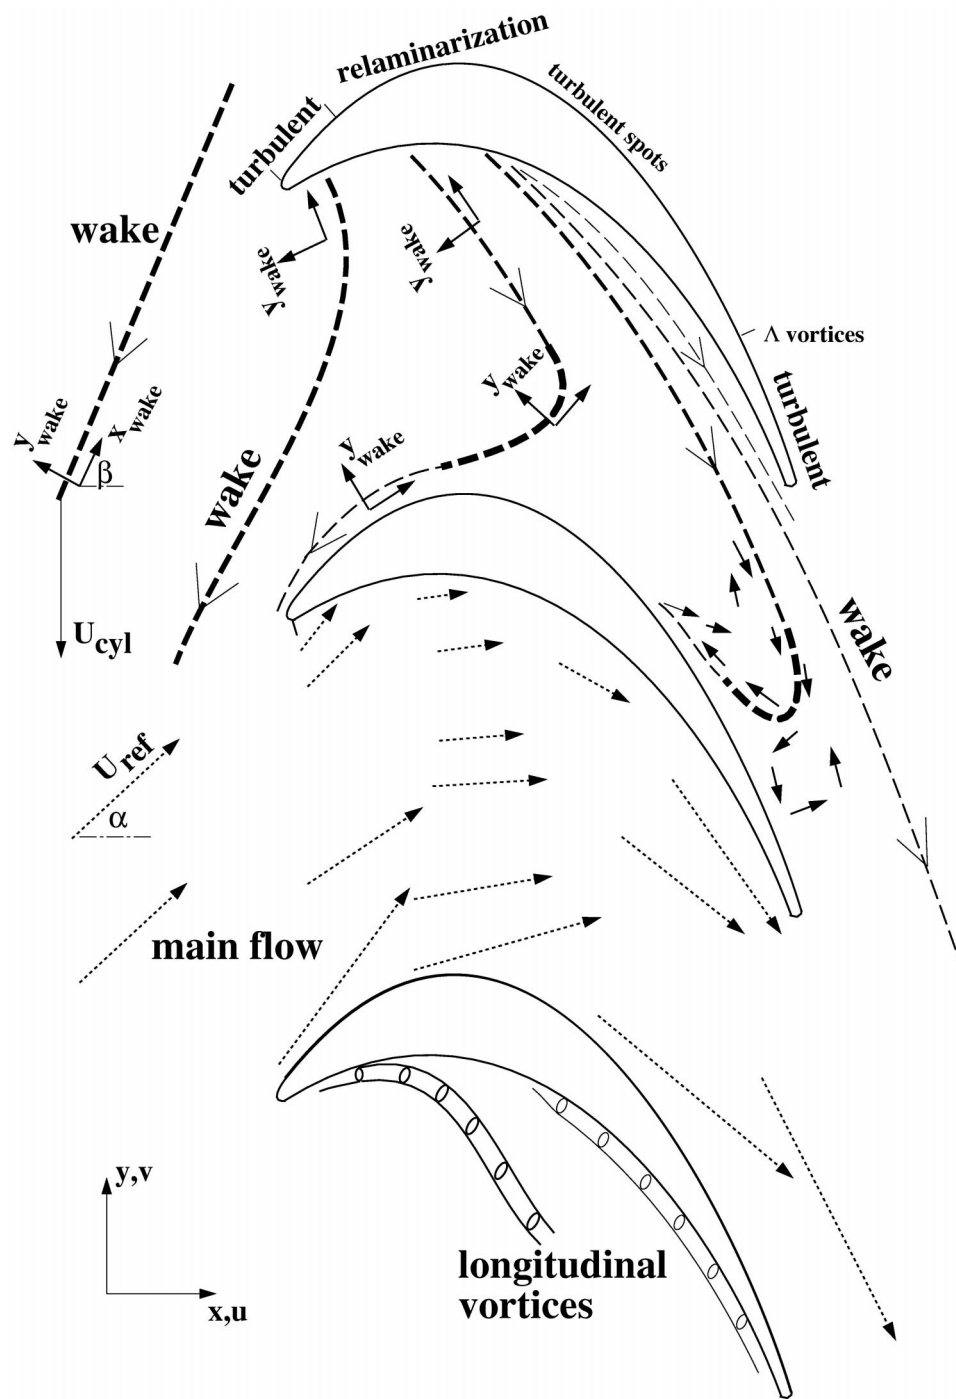 relaminarization
turbulent
turbulent spots
wake
y wake
y wake
Λ vortices
y wake
x wake
y wake
β
turbulent
y wake
wake
U cyl
wake
U ref
α
main flow
y,v
x,u
longitudinal
vortices